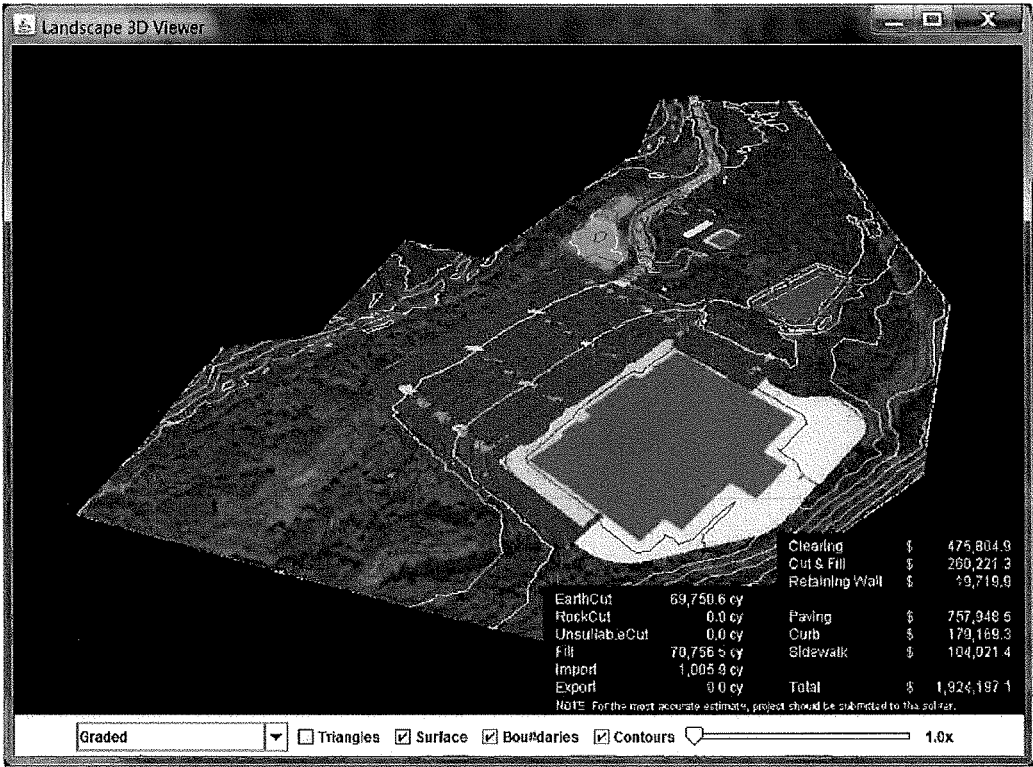 Landscape 3D Viewer
Clearing $ 475,804.9
Cut & Fill $ 260,221.3
Retaining Wall $
EarthCut 69,750.6 cy
RockCut 0.0 cy Paving $ 757,948.5
UnsuitableCut 0.0 cy Curb $ 179,169.3
Fill 70,756.5 cy Sidewalk $ 104,021.4
Import 1,005.9 cy
Export 0.0 cy Total $ 1,924,197.1
NOTE: For the most accurate estimate, project should be submitted to the solver.
Graded Triangles Surface Boundaries Contours 1.0x